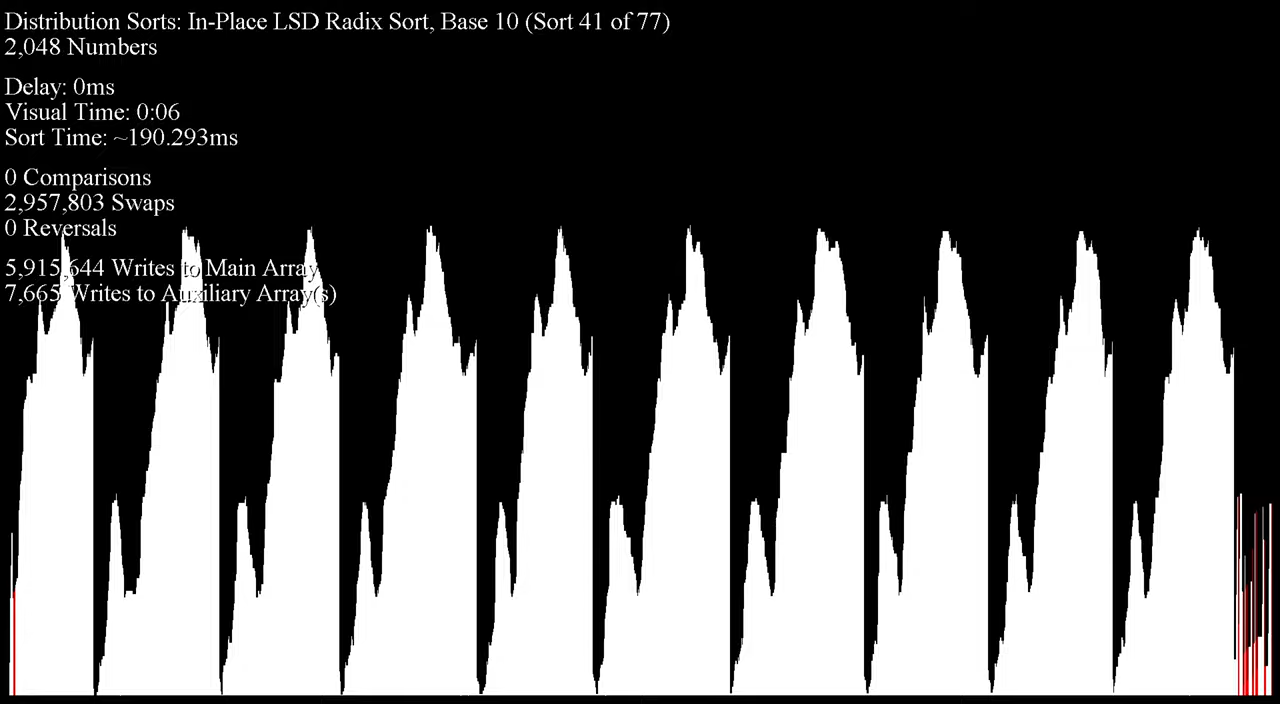 Distribution Sorts: In-Place LSD Radix Sort, Base 10 (Sort 41 of 77)
2,048 Numbers
Delay: 0ms
Visual Time: 0:06
Sort Time: ~190.293ms
0 Comparisons
2,957,803 Swaps
0 Reversals
5,915,644 Writes to Main Array
7,665 Writes to Auxiliary Array(s)